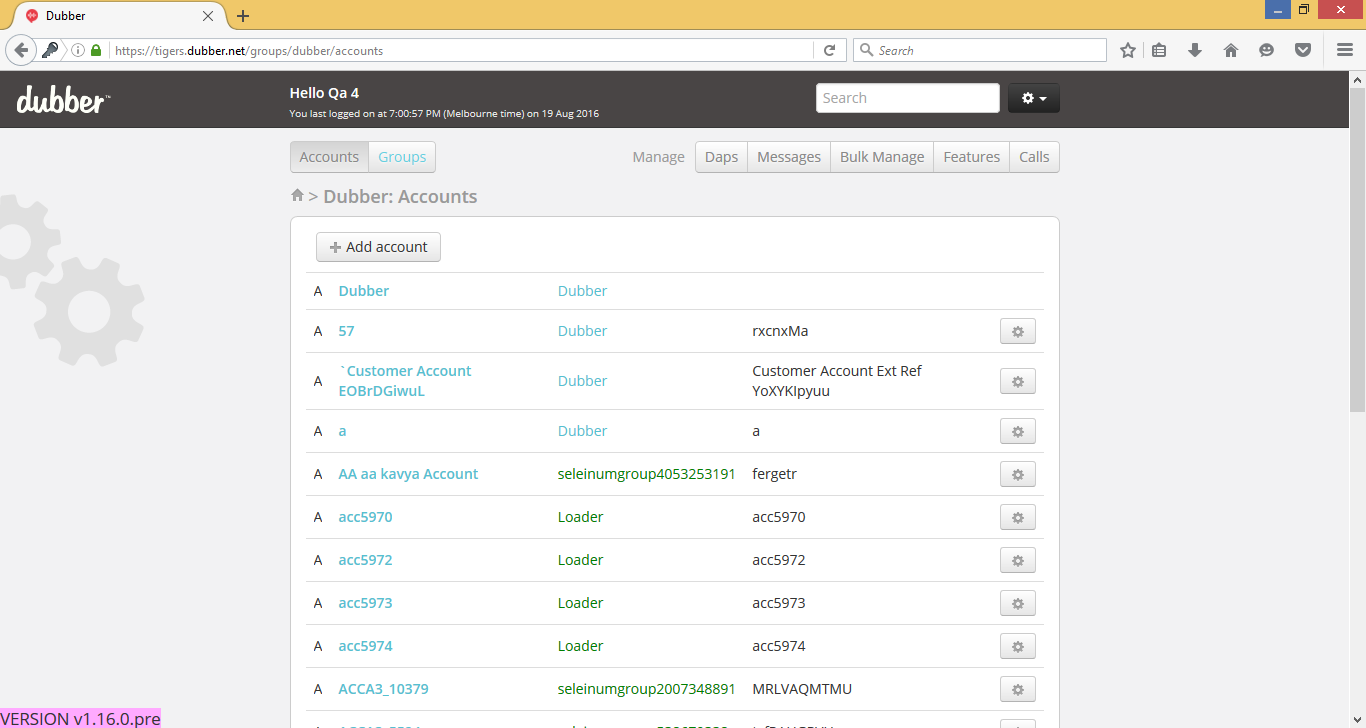 Dubber
https://tigers.dubber.net/groups/dubber/accounts
Search
dubber™
Hello Qa 4
You last logged on at 7:00:57 PM (Melbourne time) on 19 Aug 2016
Search
Accounts Groups Manage Daps Messages Bulk Manage Features Calls
> Dubber: Accounts
Add account
A Dubber Dubber
A 57 Dubber rxcnxMa
A `Customer Account EOBrDGiwuL Dubber Customer Account Ext Ref YoXYKIpyuu
A a Dubber a
A AA aa kavya Account seleinumgroup4053253191 fergetr
A acc5970 Loader acc5970
A acc5972 Loader acc5972
A acc5973 Loader acc5973
A acc5974 Loader acc5974
A ACCA3_10379 seleinumgroup2007348891 MRLVAQMTMU
VERSION v1.16.0.pre